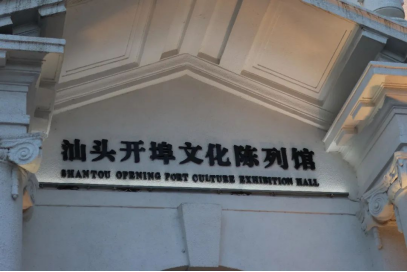 汕头开埠文化陈列馆
SHANTOU OPENING PORT CULTURE EXHIBITION HALL